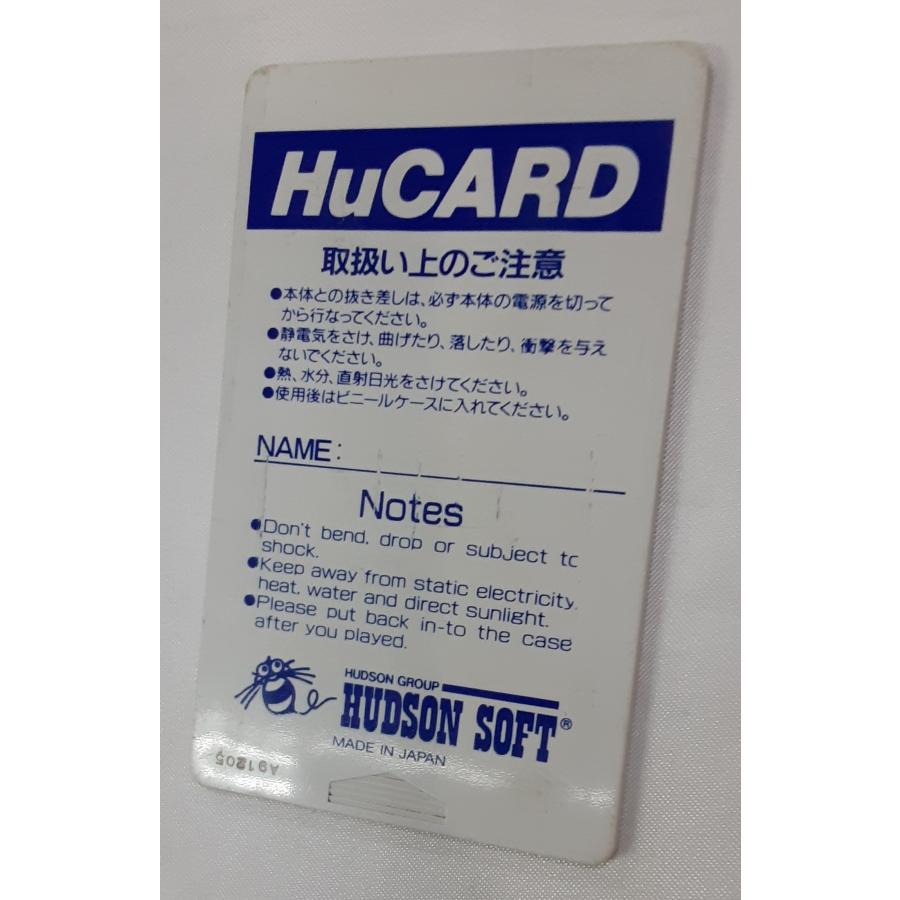 HuCARD
取扱い上のご注意
●本体との抜き差しは、必ず本体の電源を切って
から行なってください。
●静電気をさけ、曲げたり、落したり、衝撃を与え
ないでください。
●熱、水分、直射日光をさけてください。
●使用後はビニールケースに入れてください。
NAME:
Notes
●Don't bend, drop or subject to
shock.
●Keep away from static electricity,
heat, water and direct sunlight.
●Please put back in-to the case
after you played.
HUDSON GROUP
HUDSON SOFT®
MADE IN JAPAN
A91205